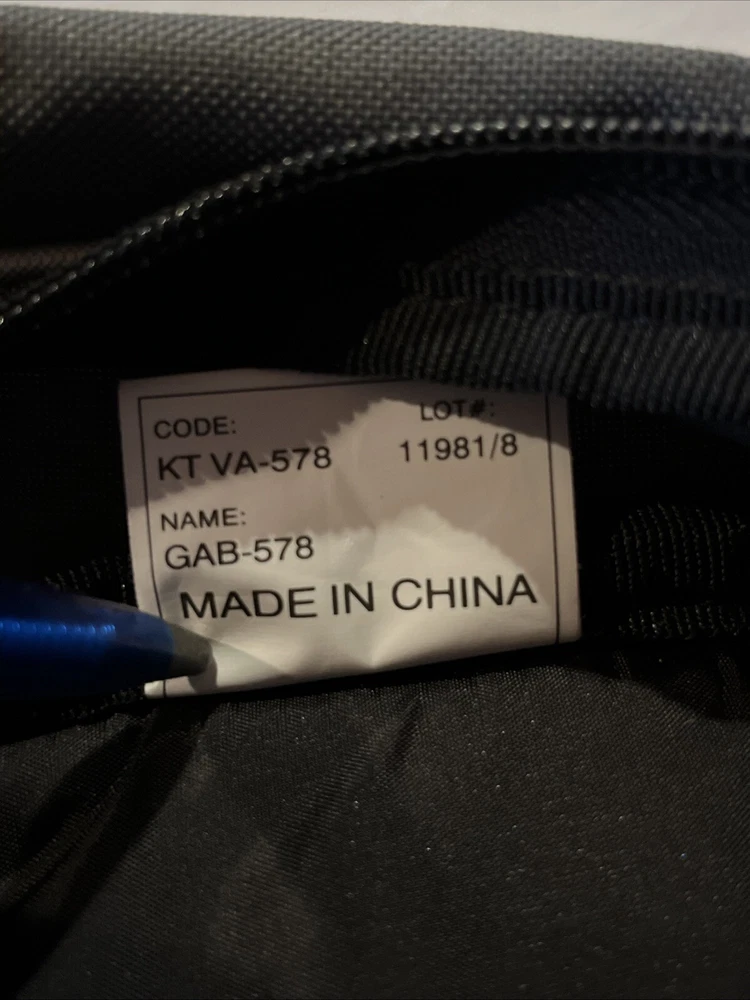 CODE: LOT#:
KT VA-578 11981/8
NAME:
GAB-578
MADE IN CHINA